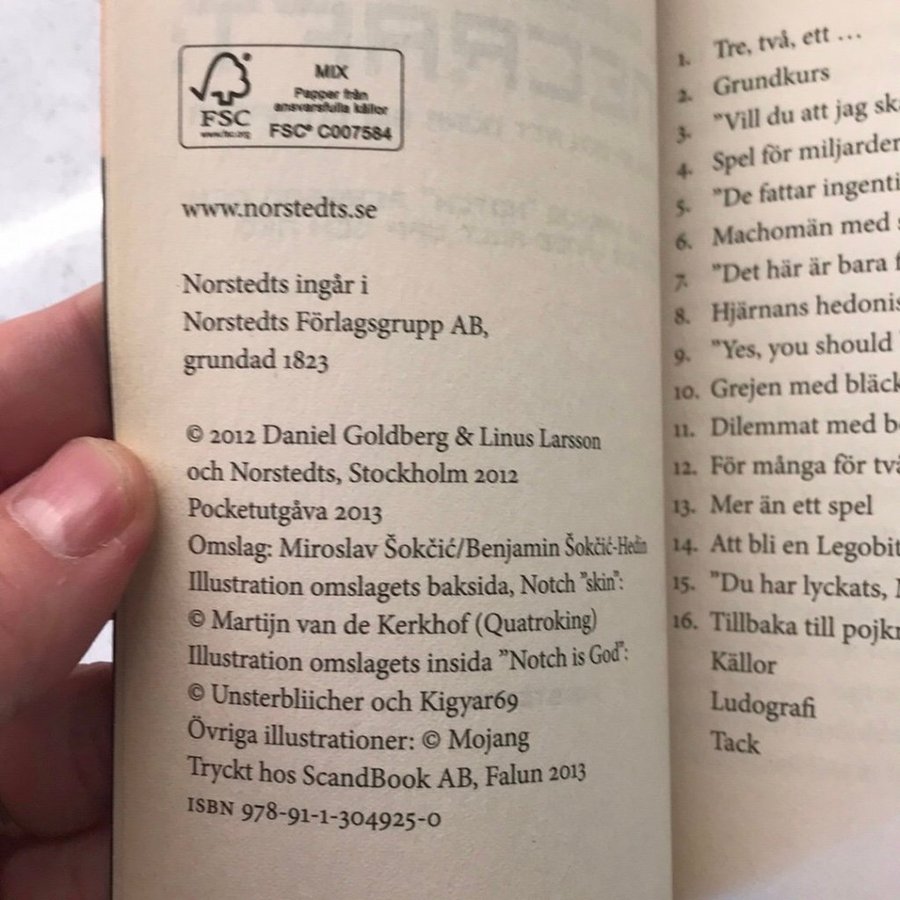 FSC
www.fsc.org
MIX
Papper från
ansvarsfulla källor
FSC® C007584
www.norstedts.se
Norstedts ingår i
Norstedts Förlagsgrupp AB,
grundad 1823
© 2012 Daniel Goldberg & Linus Larsson
och Norstedts, Stockholm 2012
Pocketutgåva 2013
Omslag: Miroslav Šokčić/Benjamin Šokčić-Hedin
Illustration omslagets baksida, Notch ”skin”:
© Martijn van de Kerkhof (Quatroking)
Illustration omslagets insida ”Notch is God”:
© Unsterbliicher och Kigyar69
Övriga illustrationer: © Mojang
Tryckt hos ScandBook AB, Falun 2013
ISBN 978-91-1-304925-0
1. Tre, två, ett …
2. Grundkurs
3. ”Vill du att jag
4. Spel för
5. ”De fattar
6. Machomän med
7. ”Det här är bara
8. Hjärnans
9. ”Yes, you should
10. Grejen med
11. Dilemmat med
12. För många för
13. Mer än ett spel
14. Att bli en
15. ”Du har lyckats,
16. Tillbaka till
Källor
Ludografi
Tack